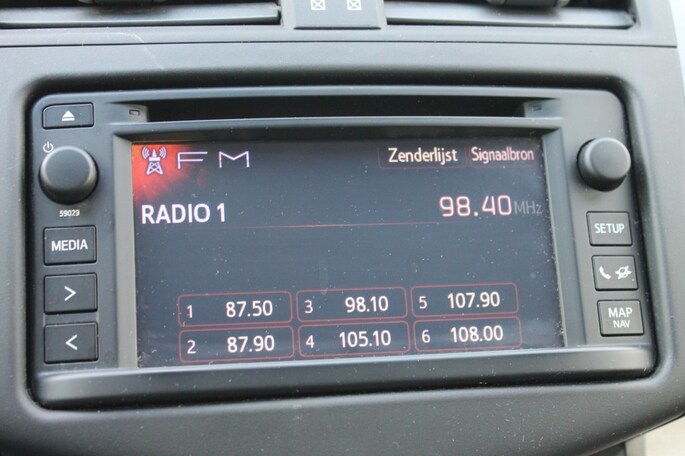 FM
Zenderlijst
Signaalbron
RADIO 1
98.40 MHz
1 87.50
3 98.10
5 107.90
2 87.90
4 105.10
6 108.00
59029
MEDIA
>
<
SETUP
MAP
NAV